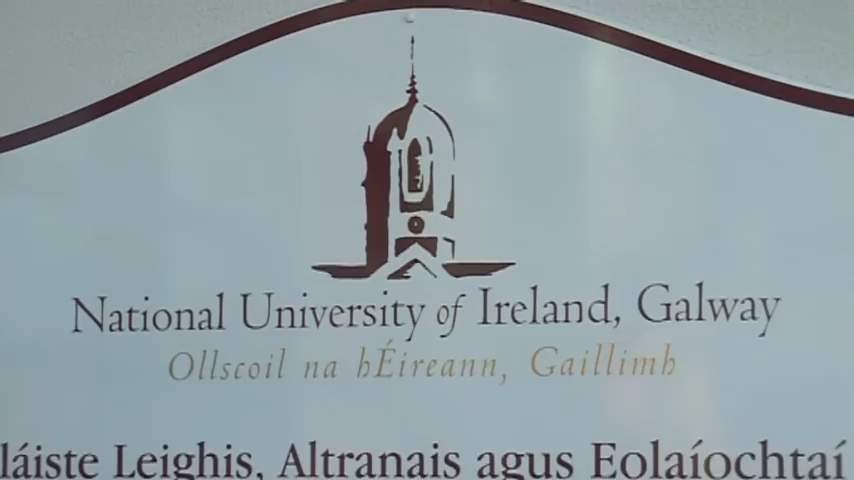 National University of Ireland, Galway
Ollscoil na hÉireann, Gaillimh
láiste Leighis, Altranais agus Eolaíochtaí